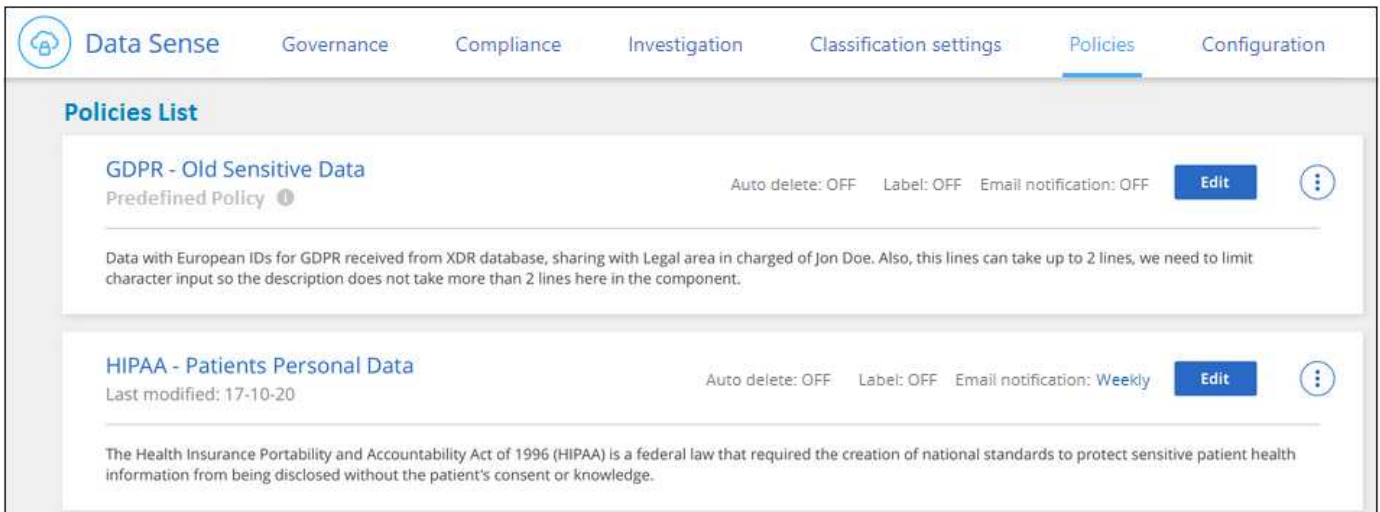 Data Sense Governance Compliance Investigation Classification settings Policies Configuration
Policies List
GDPR - Old Sensitive Data
Predefined Policy
Auto delete: OFF Label: OFF Email notification: OFF Edit
Data with European IDs for GDPR received from XDR database, sharing with Legal area in charged of Jon Doe. Also, this lines can take up to 2 lines, we need to limit
character input so the description does not take more than 2 lines here in the component.
HIPAA - Patients Personal Data
Last modified: 17-10-20
Auto delete: OFF Label: OFF Email notification: Weekly Edit
The Health Insurance Portability and Accountability Act of 1996 (HIPAA) is a federal law that required the creation of national standards to protect sensitive patient health
information from being disclosed without the patient's consent or knowledge.